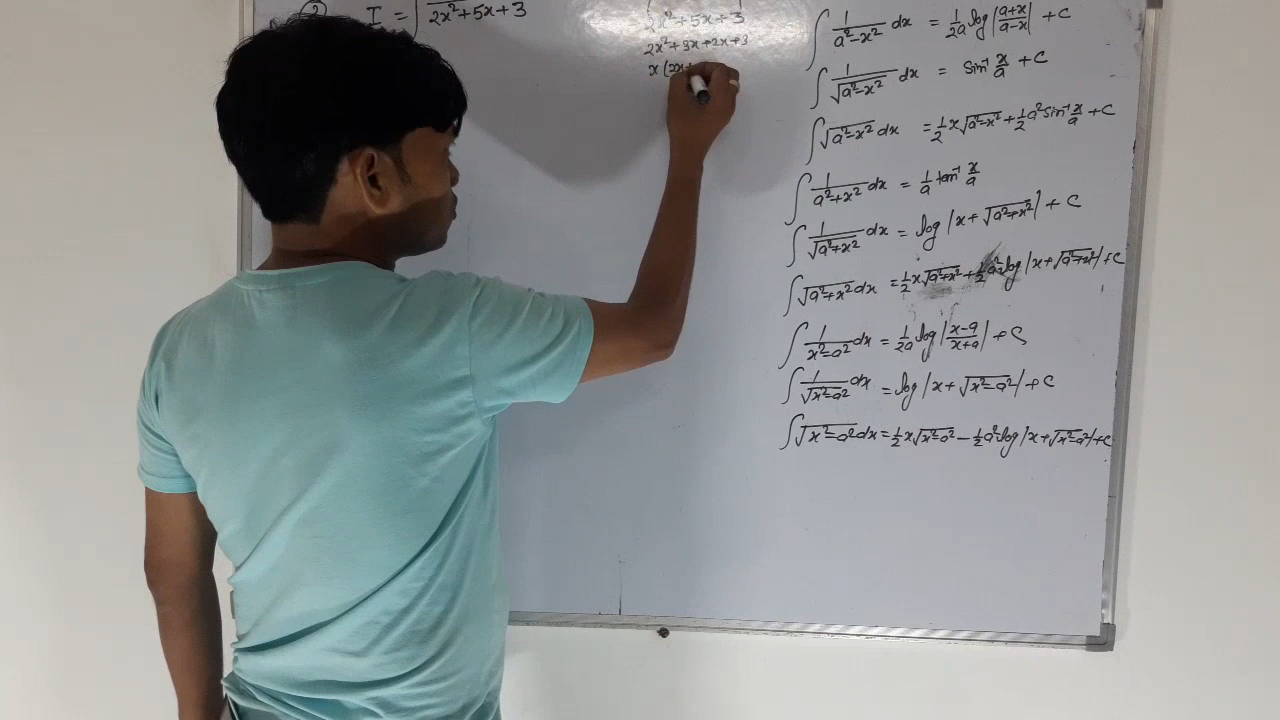 ② I = ∫ 2x²+5x+3
2x²+5x+3
2x²+3x+2x+3
x(2x+
∫ 1/(a²-x²) dx = 1/2a log|(a+x)/(a-x)| + C
∫ 1/√(a²-x²) dx = sin⁻¹ x/a + C
∫ √(a²-x²) dx = 1/2 x√(a²-x²) + 1/2 a² sin⁻¹ x/a + C
∫ 1/(a²+x²) dx = 1/a tan⁻¹ x/a
∫ 1/√(a²+x²) dx = log|x+√(a²+x²)| + C
∫ √(a²+x²) dx = 1/2 x√(a²+x²) + 1/2 a² log|x+√(a²+x²)| + C
∫ 1/(x²-a²) dx = 1/2a log|(x-a)/(x+a)| + C
∫ 1/√(x²-a²) dx = log|x+√(x²-a²)| + C
∫ √(x²-a²) dx = 1/2 x√(x²-a²) - 1/2 a² log|x+√(x²-a²)| + C